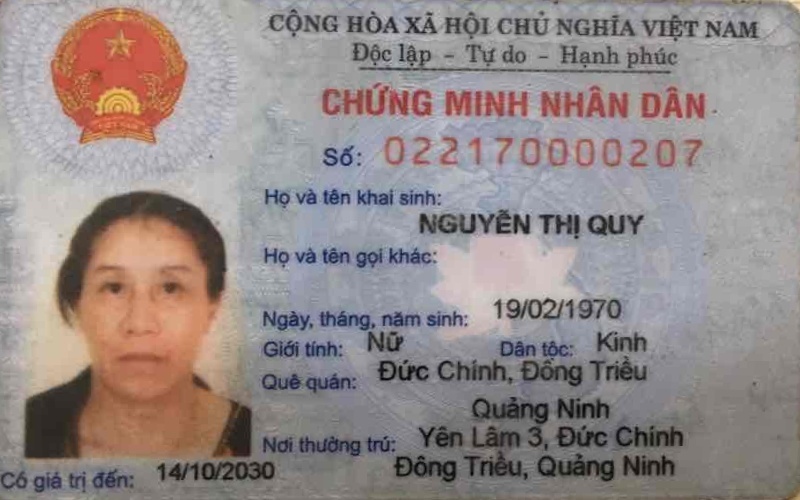 CỘNG HÒA XÃ HỘI CHỦ NGHĨA VIỆT NAM
Độc lập - Tự do - Hạnh phúc
CHỨNG MINH NHÂN DÂN
Số: 022170000207
Họ và tên khai sinh:
NGUYỄN THỊ QUY
Họ và tên gọi khác:
Ngày, tháng, năm sinh: 19/02/1970
Giới tính: Nữ Dân tộc: Kinh
Quê quán: Đức Chính, Đông Triều
Quảng Ninh
Nơi thường trú: Yên Lâm 3, Đức Chính
Đông Triều, Quảng Ninh
Có giá trị đến: 14/10/2030